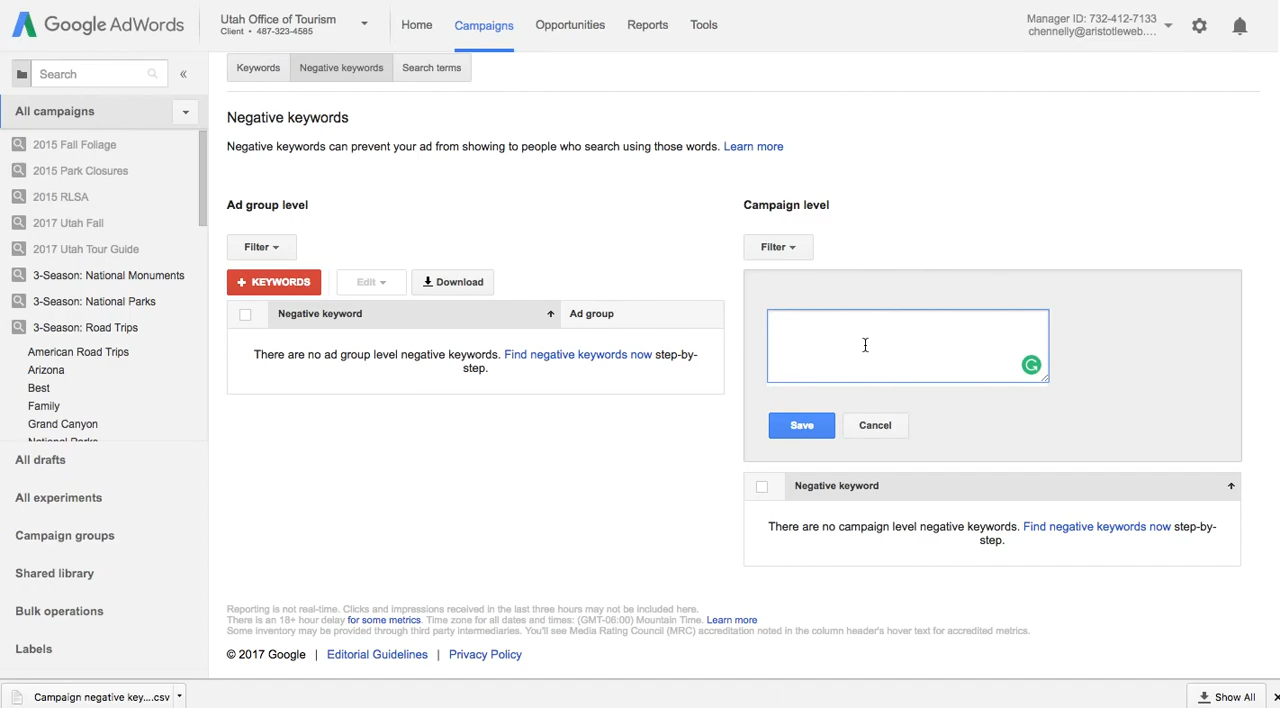 Google AdWords
Utah Office of Tourism
Client • 487-323-4585
Home
Campaigns
Opportunities
Reports
Tools
Manager ID: 732-412-7133
chennelly@aristotleweb....
Search
«
All campaigns
2015 Fall Foliage
2015 Park Closures
2015 RLSA
2017 Utah Fall
2017 Utah Tour Guide
3-Season: National Monuments
3-Season: National Parks
3-Season: Road Trips
American Road Trips
Arizona
Best
Family
Grand Canyon
National Parks
All drafts
All experiments
Campaign groups
Shared library
Bulk operations
Labels
Keywords
Negative keywords
Search terms
Negative keywords
Negative keywords can prevent your ad from showing to people who search using those words. Learn more
Ad group level
Filter
+ KEYWORDS
Edit
Download
Negative keyword
Ad group
There are no ad group level negative keywords. Find negative keywords now step-by-
step.
Campaign level
Filter
Save
Cancel
Negative keyword
There are no campaign level negative keywords. Find negative keywords now step-by-
step.
Reporting is not real-time. Clicks and impressions received in the last three hours may not be included here.
There is an 18+ hour delay for some metrics. Time zone for all dates and times: (GMT-06:00) Mountain Time. Learn more
Some inventory may be provided through third party intermediaries. You'll see Media Rating Council (MRC) accreditation noted in the column header's hover text for accredited metrics.
© 2017 Google | Editorial Guidelines | Privacy Policy
Campaign negative key....csv
Show All